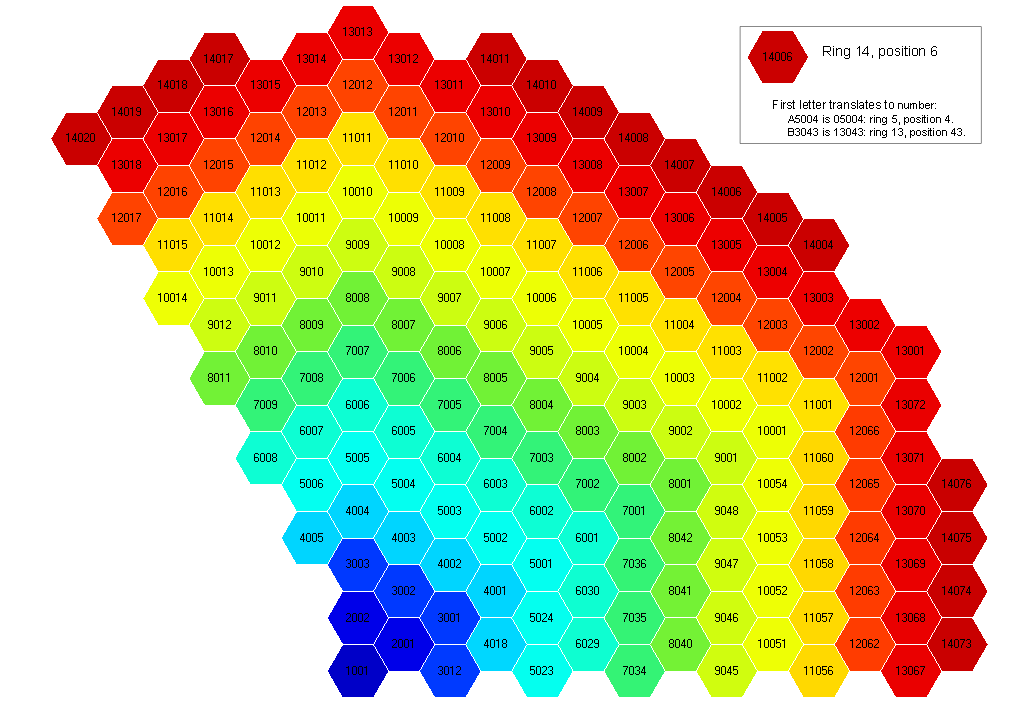 13013
14017 13014 13012 14011
14018 13015 12012 13011 14010
14019 13016 12013 12011 13010 14009
14020 13017 12014 11011 12010 13009 14008
13018 12015 11012 11010 12009 13008 14007
12016 11013 10010 11009 12008 13007 14006
12017 11014 10011 10009 11008 12007 13006 14005
11015 10012 9009 10008 11007 12006 13005 14004
10013 9010 9008 10007 11006 12005 13004
10014 9011 8008 9007 10006 11005 12004 13003
9012 8009 8007 9006 10005 11004 12003 13002
8010 7007 8006 9005 10004 11003 12002 13001
8011 7008 7006 8005 9004 10003 11002 12001
7009 6006 7005 8004 9003 10002 11001 13072
6007 6005 7004 8003 9002 10001 12066
6008 5005 6004 7003 8002 9001 11060 13071
5006 5004 6003 7002 8001 10054 12065 14076
4004 5003 6002 7001 9048 11059 13070
4005 4003 5002 6001 8042 10053 12064 14075
3003 4002 5001 7036 9047 11058 13069
3002 4001 6030 8041 10052 12063 14074
2002 3001 5024 7035 9046 11057 13068
2001 4018 6029 8040 10051 12062 14073
1001 3012 5023 7034 9045 11056 13067
14006 Ring 14, position 6
First letter translates to number:
A5004 is 05004: ring 5, position 4.
B3043 is 13043: ring 13, position 43.